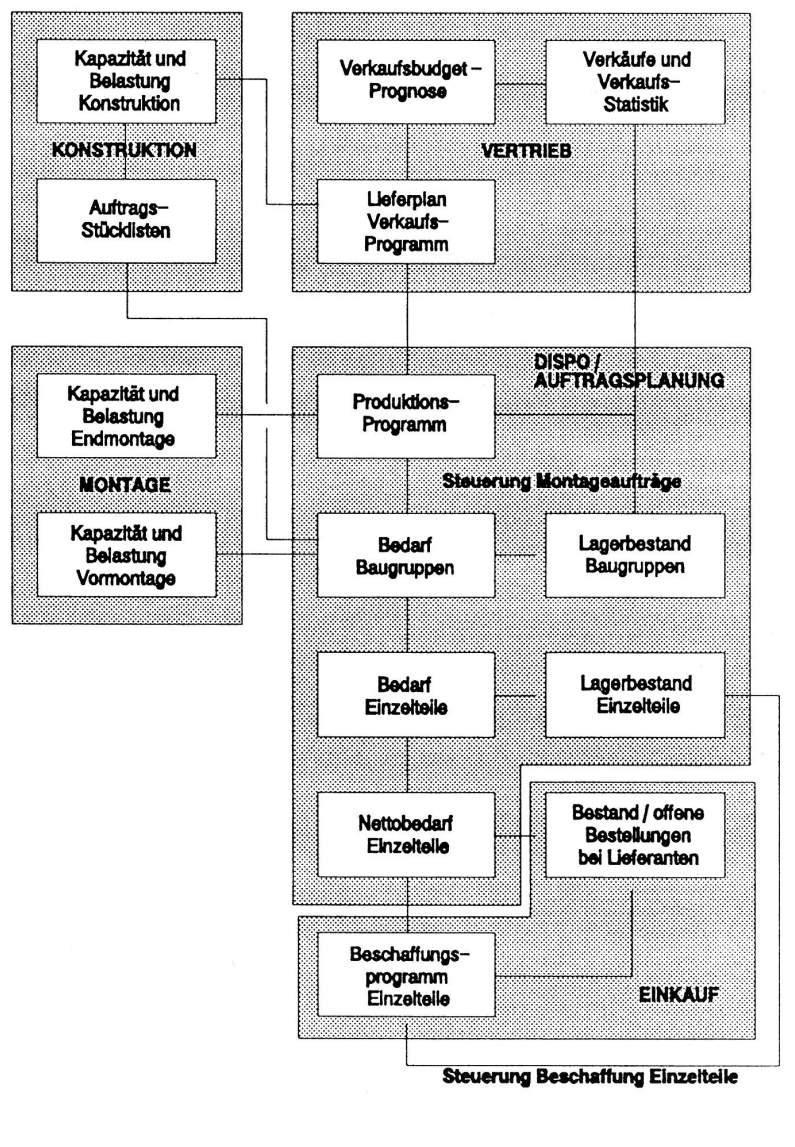 Kapazität und
Belastung
Konstruktion
KONSTRUKTION
Auftrags–
Stücklisten
Verkaufsbudget –
Prognose
Verkäufe und
Verkaufs–
Statistik
VERTRIEB
Lieferplan
Verkaufs–
Programm
Kapazität und
Belastung
Endmontage
MONTAGE
Kapazität und
Belastung
Vormontage
DISPO /
AUFTRAGSPLANUNG
Produktions–
Programm
Steuerung Montageaufträge
Bedarf
Baugruppen
Lagerbestand
Baugruppen
Bedarf
Einzelteile
Lagerbestand
Einzelteile
Nettobedarf
Einzelteile
Bestand / offene
Bestellungen
bei Lieferanten
Beschaffungs–
programm
Einzelteile
EINKAUF
Steuerung Beschaffung Einzelteile